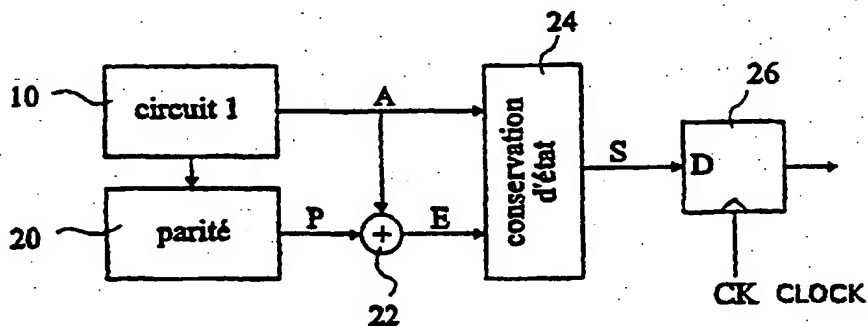 24
10
circuit 1
A
26
conservation
d'état
S
D
20
parité
P
+
E
22
CK CLOCK